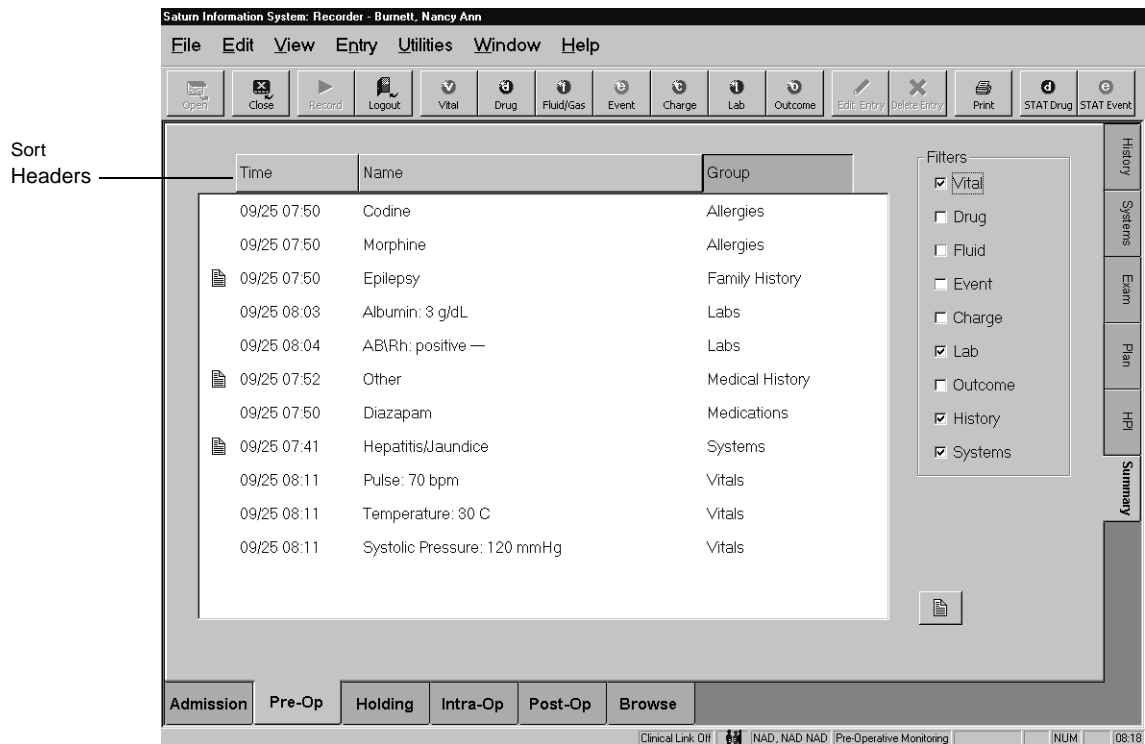 Saturn Information System: Recorder - Burnett, Nancy Ann
File Edit View Entry Utilities Window Help
Open Close Record Logout Vital Drug Fluid/Gas Event Charge Lab Outcome Edit Entry Delete Entry Print STAT Drug STAT Event
Sort
Headers
Time Name Group
09/25 07:50 Codine Allergies
09/25 07:50 Morphine Allergies
09/25 07:50 Epilepsy Family History
09/25 08:03 Albumin: 3 g/dL Labs
09/25 08:04 AB\Rh: positive — Labs
09/25 07:52 Other Medical History
09/25 07:50 Diazapam Medications
09/25 07:41 Hepatitis/Jaundice Systems
09/25 08:11 Pulse: 70 bpm Vitals
09/25 08:11 Temperature: 30 C Vitals
09/25 08:11 Systolic Pressure: 120 mmHg Vitals
Filters
Vital
Drug
Fluid
Event
Charge
Lab
Outcome
History
Systems
History
Systems
Exam
Plan
HPI
Summary
Admission Pre-Op Holding Intra-Op Post-Op Browse
Clinical Link Off NAD, NAD NAD Pre-Operative Monitoring NUM 08:18